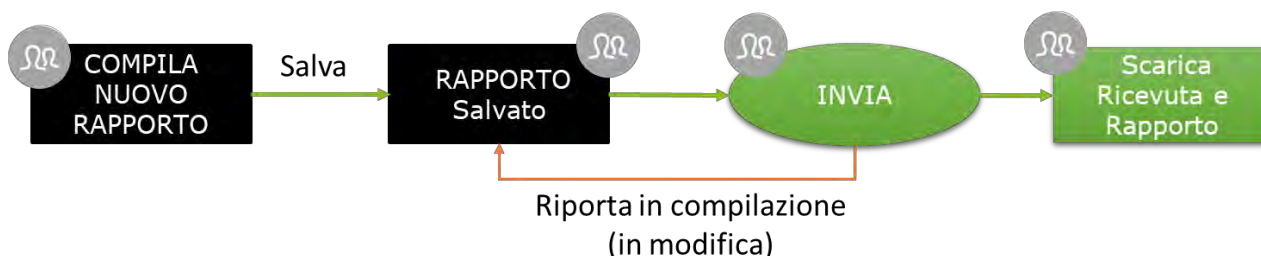 COMPILA
NUOVO
RAPPORTO
Salva
RAPPORTO
Salvato
INVIA
Scarica
Ricevuta e
Rapporto
Riporta in compilazione
(in modifica)